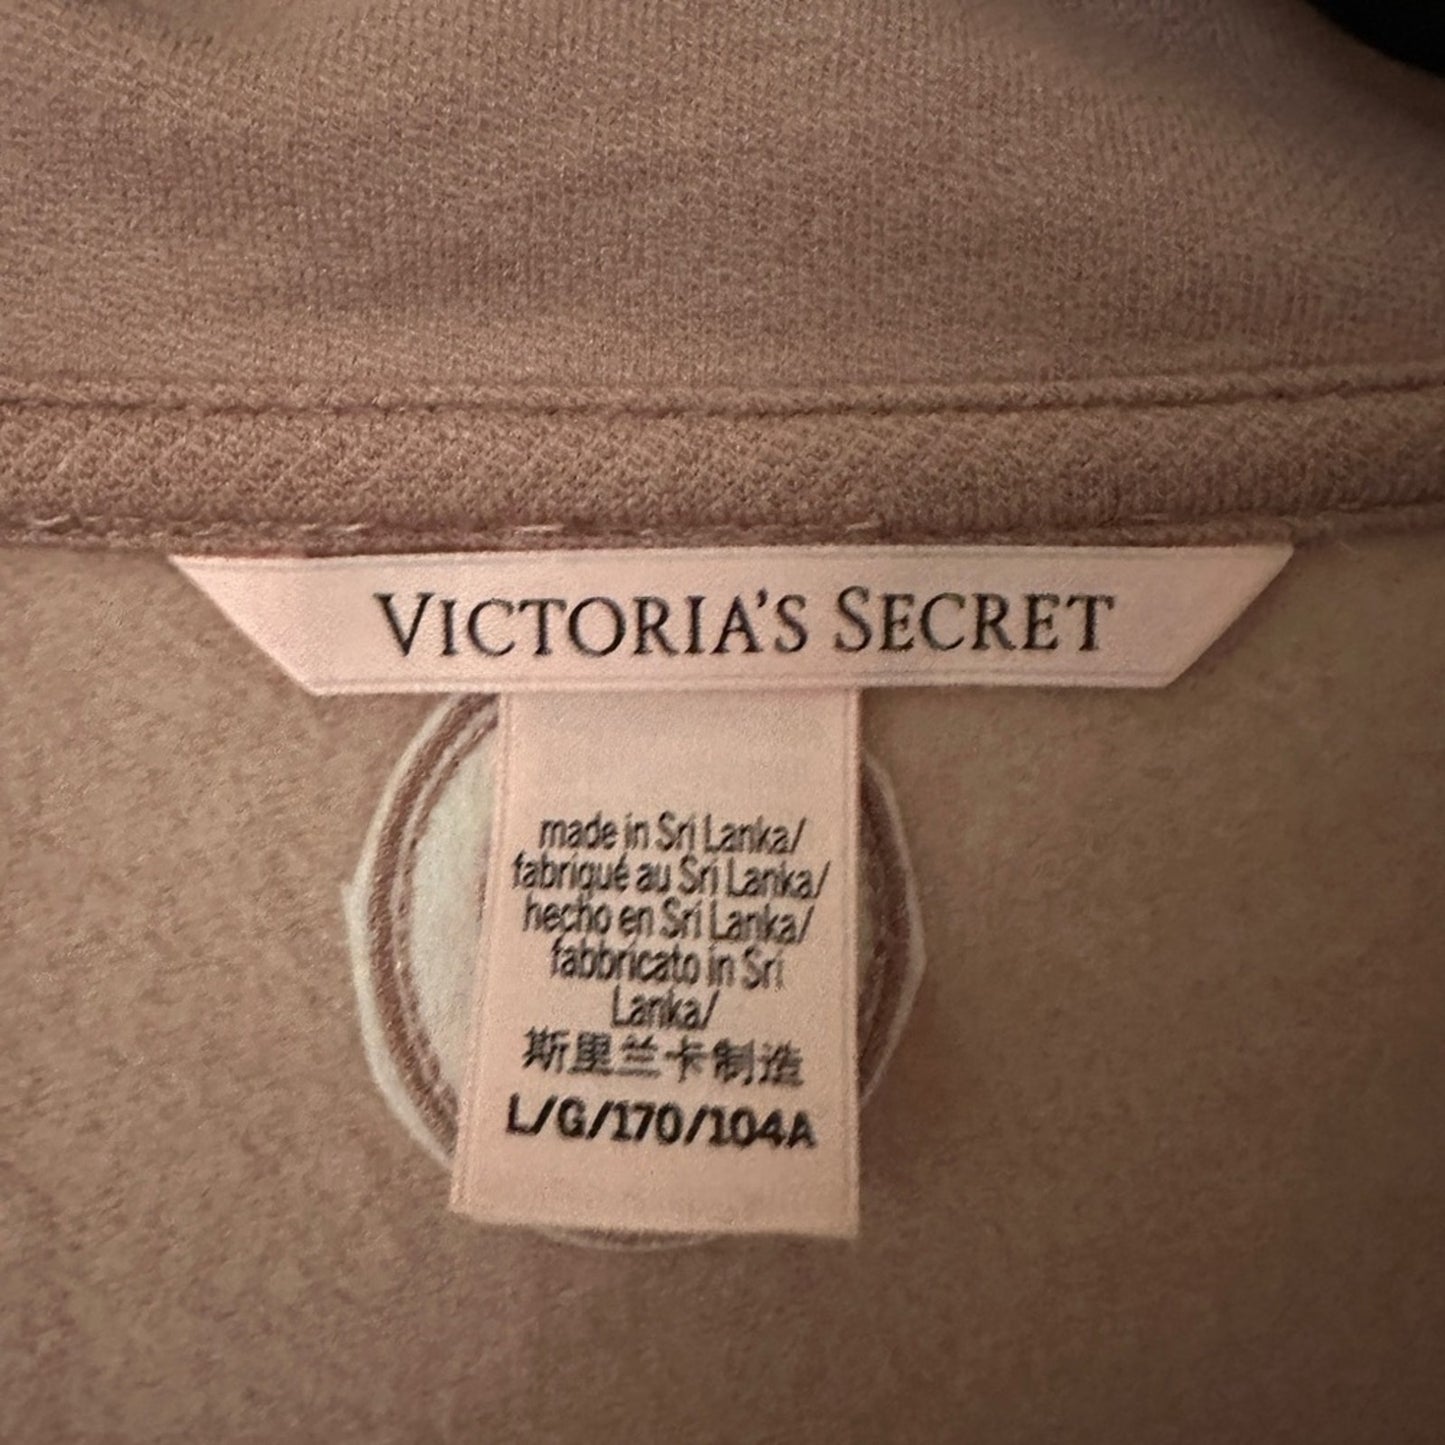 VICTORIA'S SECRET
made in Sri Lanka/
fabriqué au Sri Lanka/
hecho en Sri Lanka/
fabbricato in Sri
Lanka/
斯里兰卡制造
L/G/170/104A